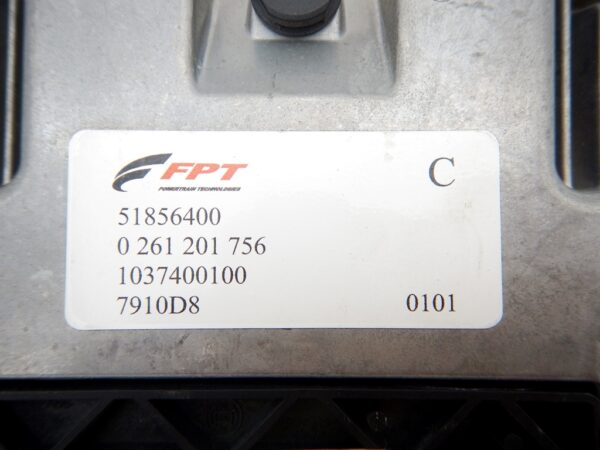 FPT C
POWERTRAIN TECHNOLOGIES
51856400
0 261 201 756
1037400100
7910D8 0101